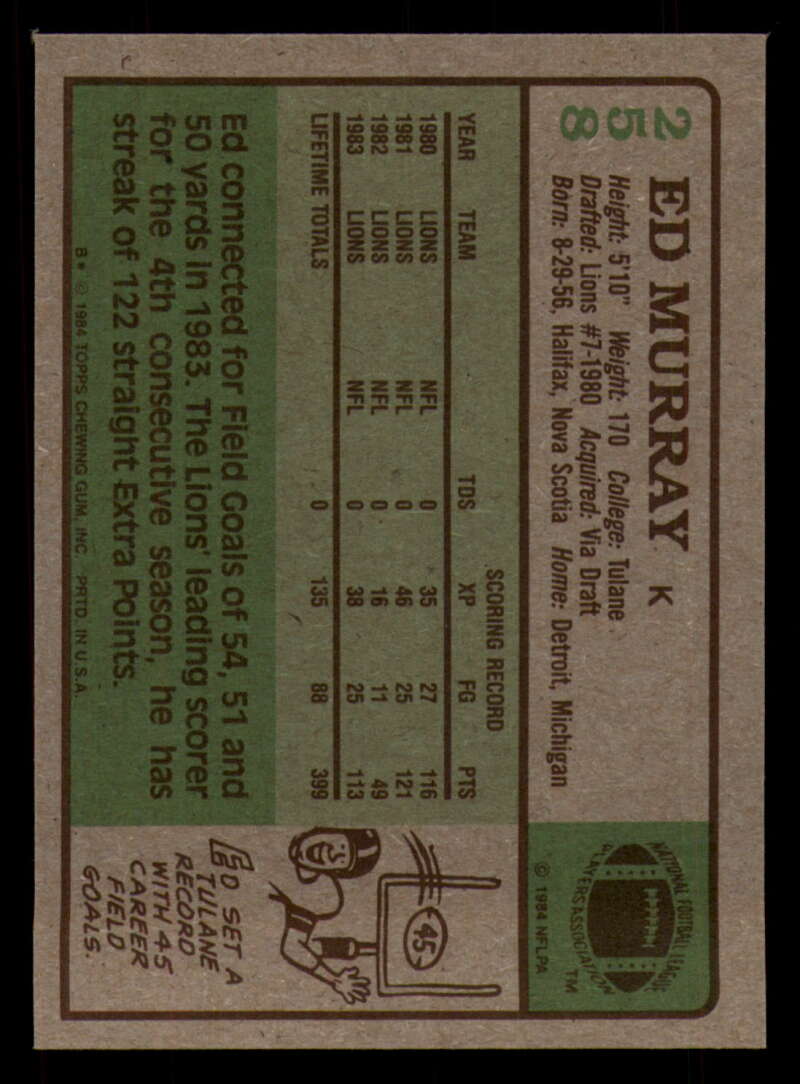 258
ED MURRAY K
Height: 5'10" Weight: 170 College: Tulane
Drafted: Lions #7-1980 Acquired: Via Draft
Born: 8-29-56, Halifax, Nova Scotia Home: Detroit, Michigan
NATIONAL FOOTBALL LEAGUE
PLAYERS ASSOCIATION
TM
© 1984 NFLPA
SCORING RECORD
YEAR TEAM TDS XP FG PTS
1980 LIONS NFL 0 35 27 116
1981 LIONS NFL 0 46 25 121
1982 LIONS NFL 0 16 11 49
1983 LIONS NFL 0 38 25 113
LIFETIME TOTALS 0 135 88 399
Ed connected for Field Goals of 54, 51 and
50 yards in 1983. The Lions' leading scorer
for the 4th consecutive season, he has
streak of 122 straight Extra Points.
B* © 1984 TOPPS CHEWING GUM, INC. PRTD. IN U.S.A.
45
ED SET A
TULANE
RECORD
WITH 45
CAREER
FIELD
GOALS.